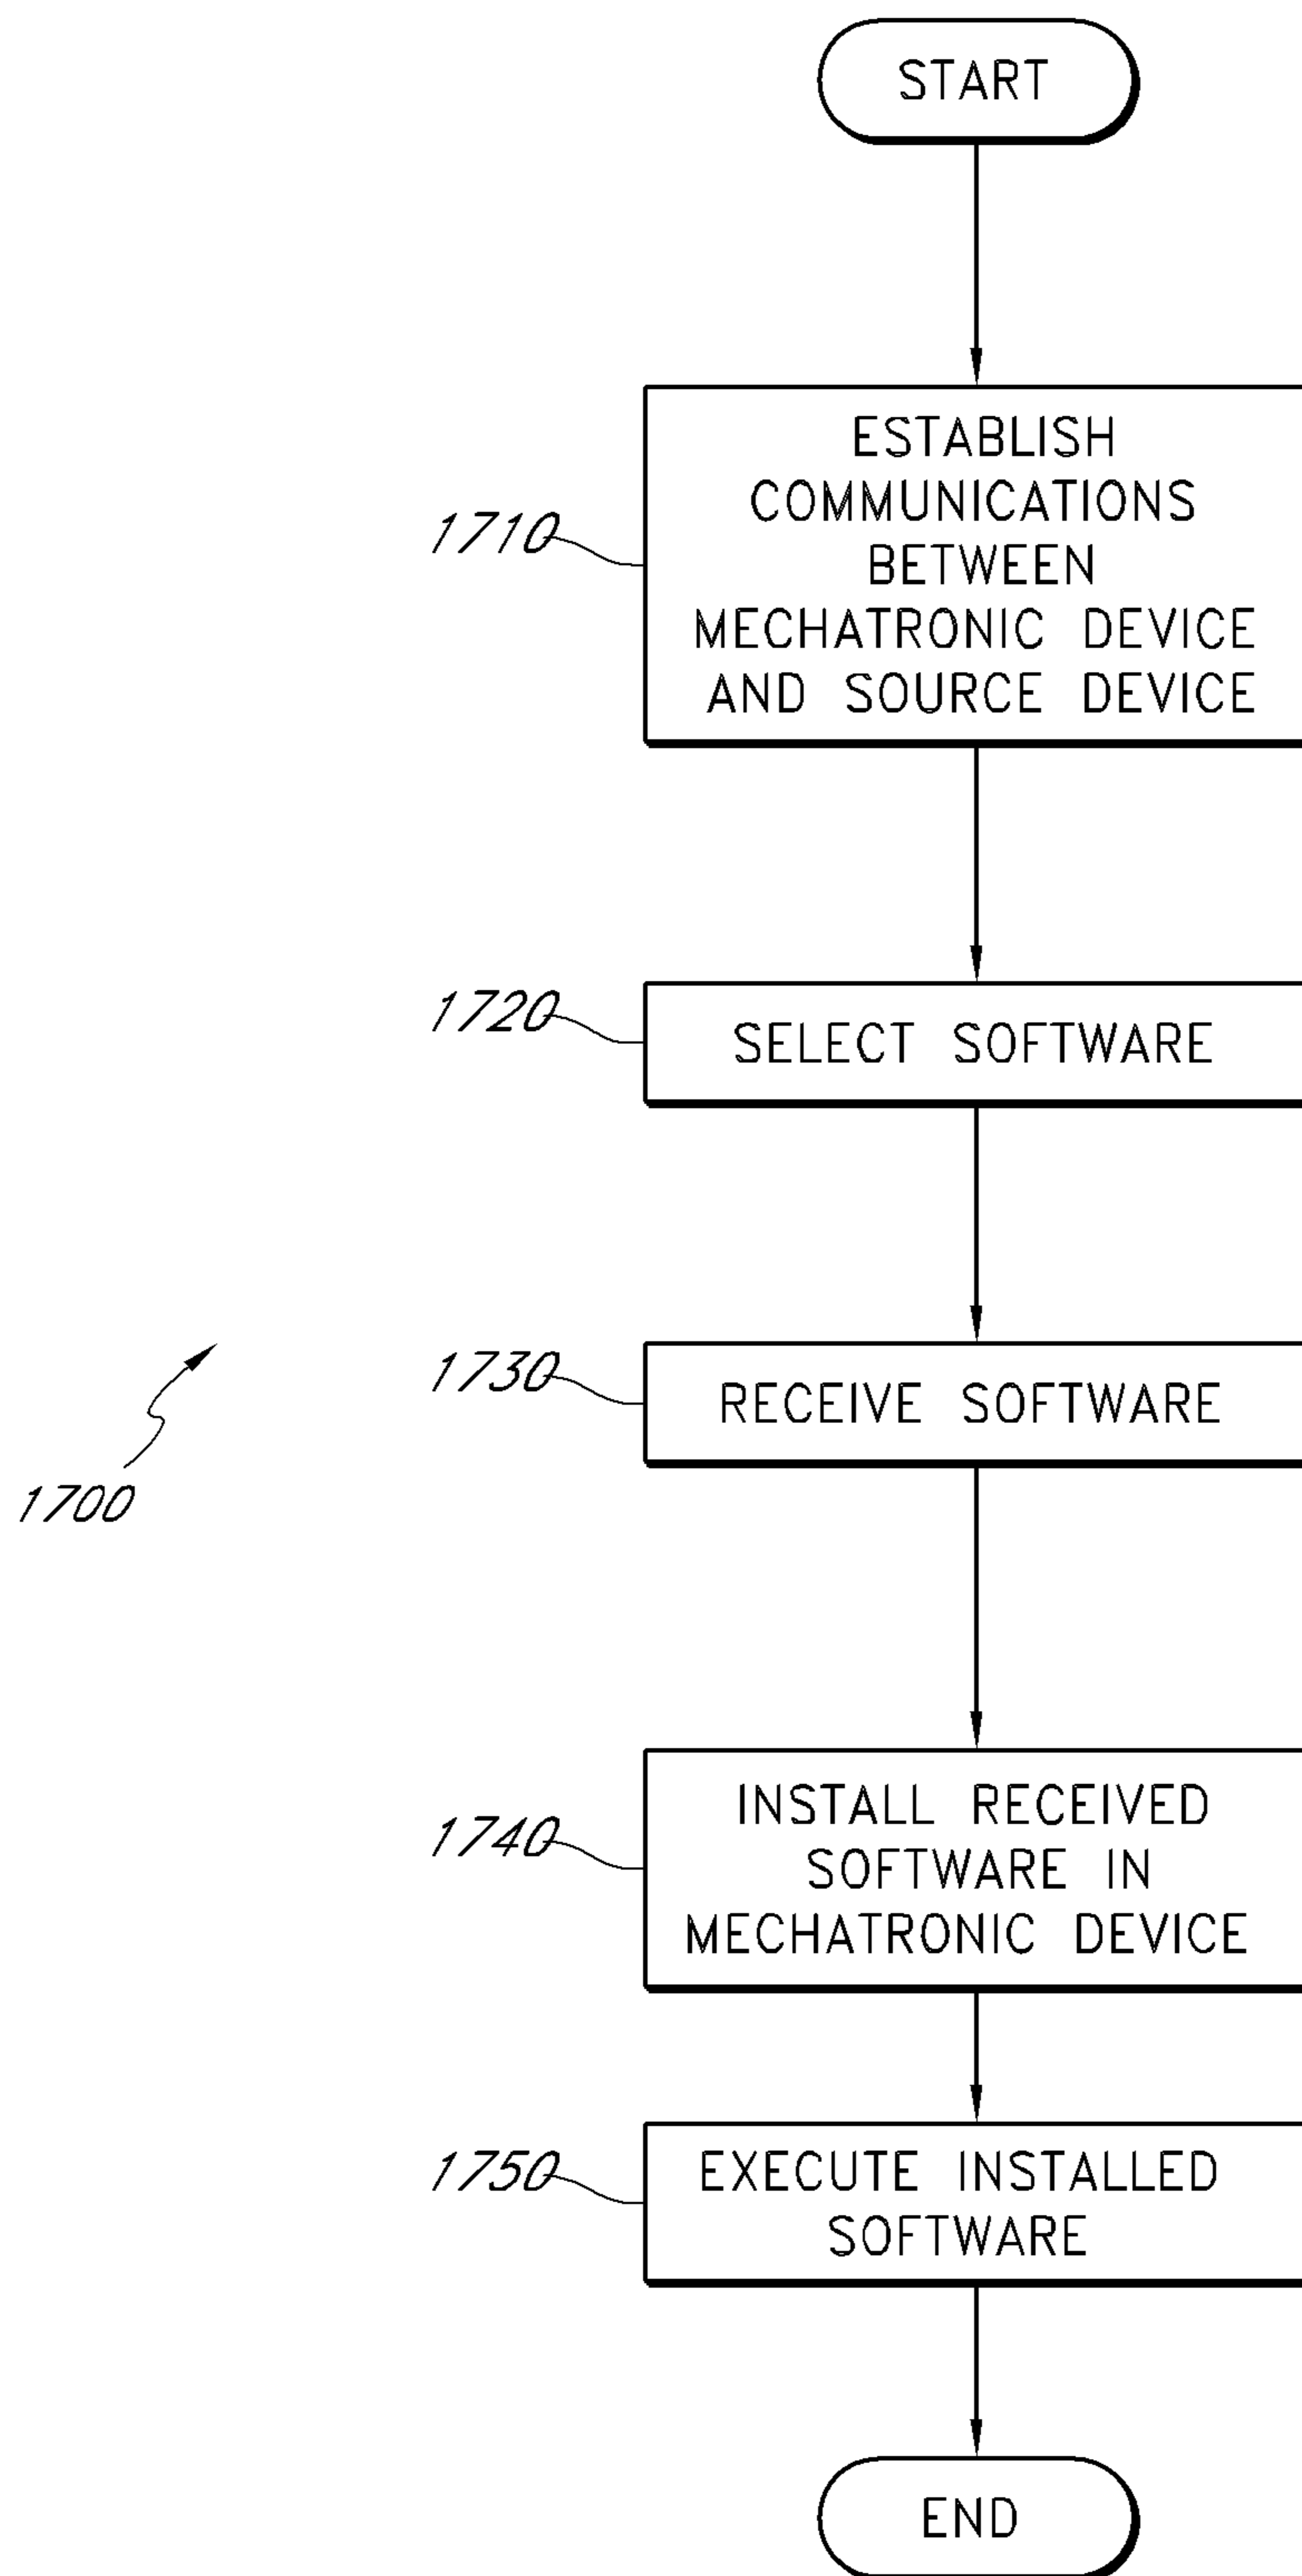 START
1710
ESTABLISH
COMMUNICATIONS
BETWEEN
MECHATRONIC DEVICE
AND SOURCE DEVICE
1720
SELECT SOFTWARE
1730
RECEIVE SOFTWARE
1700
1740
INSTALL RECEIVED
SOFTWARE IN
MECHATRONIC DEVICE
1750
EXECUTE INSTALLED
SOFTWARE
END